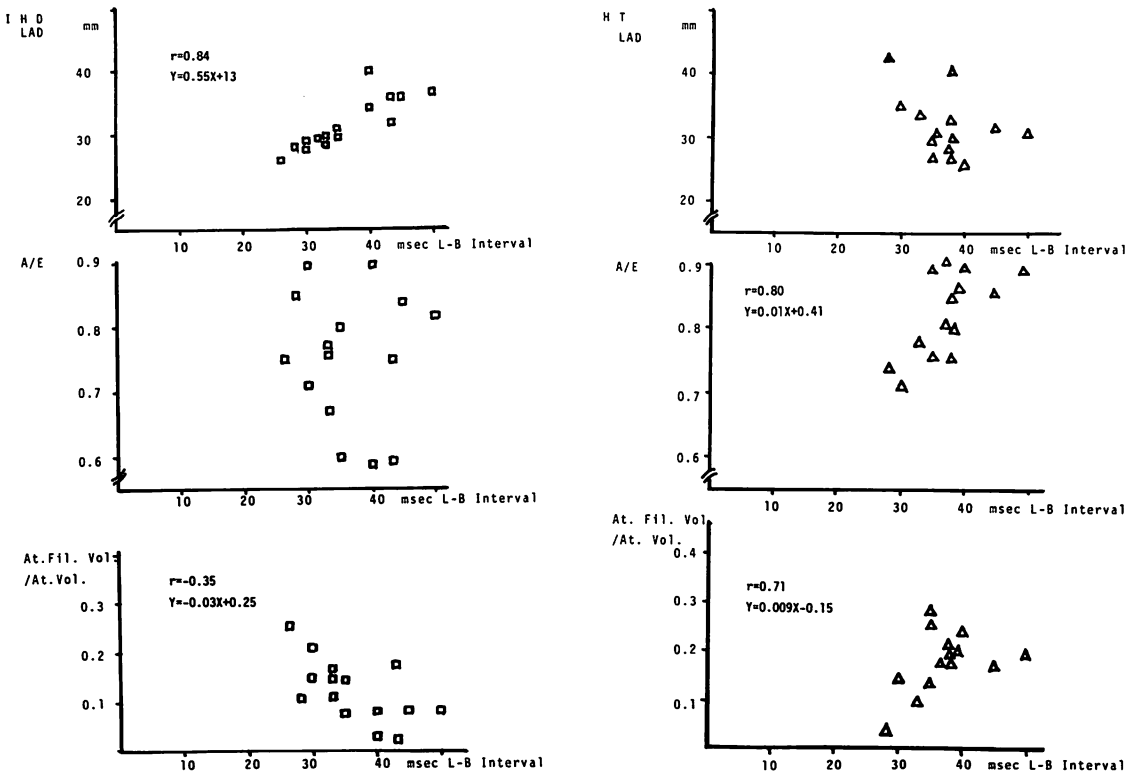 I H D
LAD mm
r=0.84
Y=0.55X+13
40
30
20
10 20 30 40 msec L-B Interval
A/E
0.9
0.8
0.7
0.6
10 20 30 40 msec L-B Interval
At.Fil. Vol
/At.Vol.
r=-0.35
Y=-0.03X+0.25
0.3
0.2
0.1
10 20 30 40 msec L-B Interval
H T
LAD mm
40
30
20
10 20 30 40 msec L-B Interval
A/E
0.9
r=0.80
Y=0.01X+0.41
0.8
0.7
0.6
10 20 30 40 msec L-B Interval
At. Fil. Vol
/At. Vol.
0.4
r=0.71
Y=0.009X-0.15
0.3
0.2
0.1
10 20 30 40 msec L-B Interval